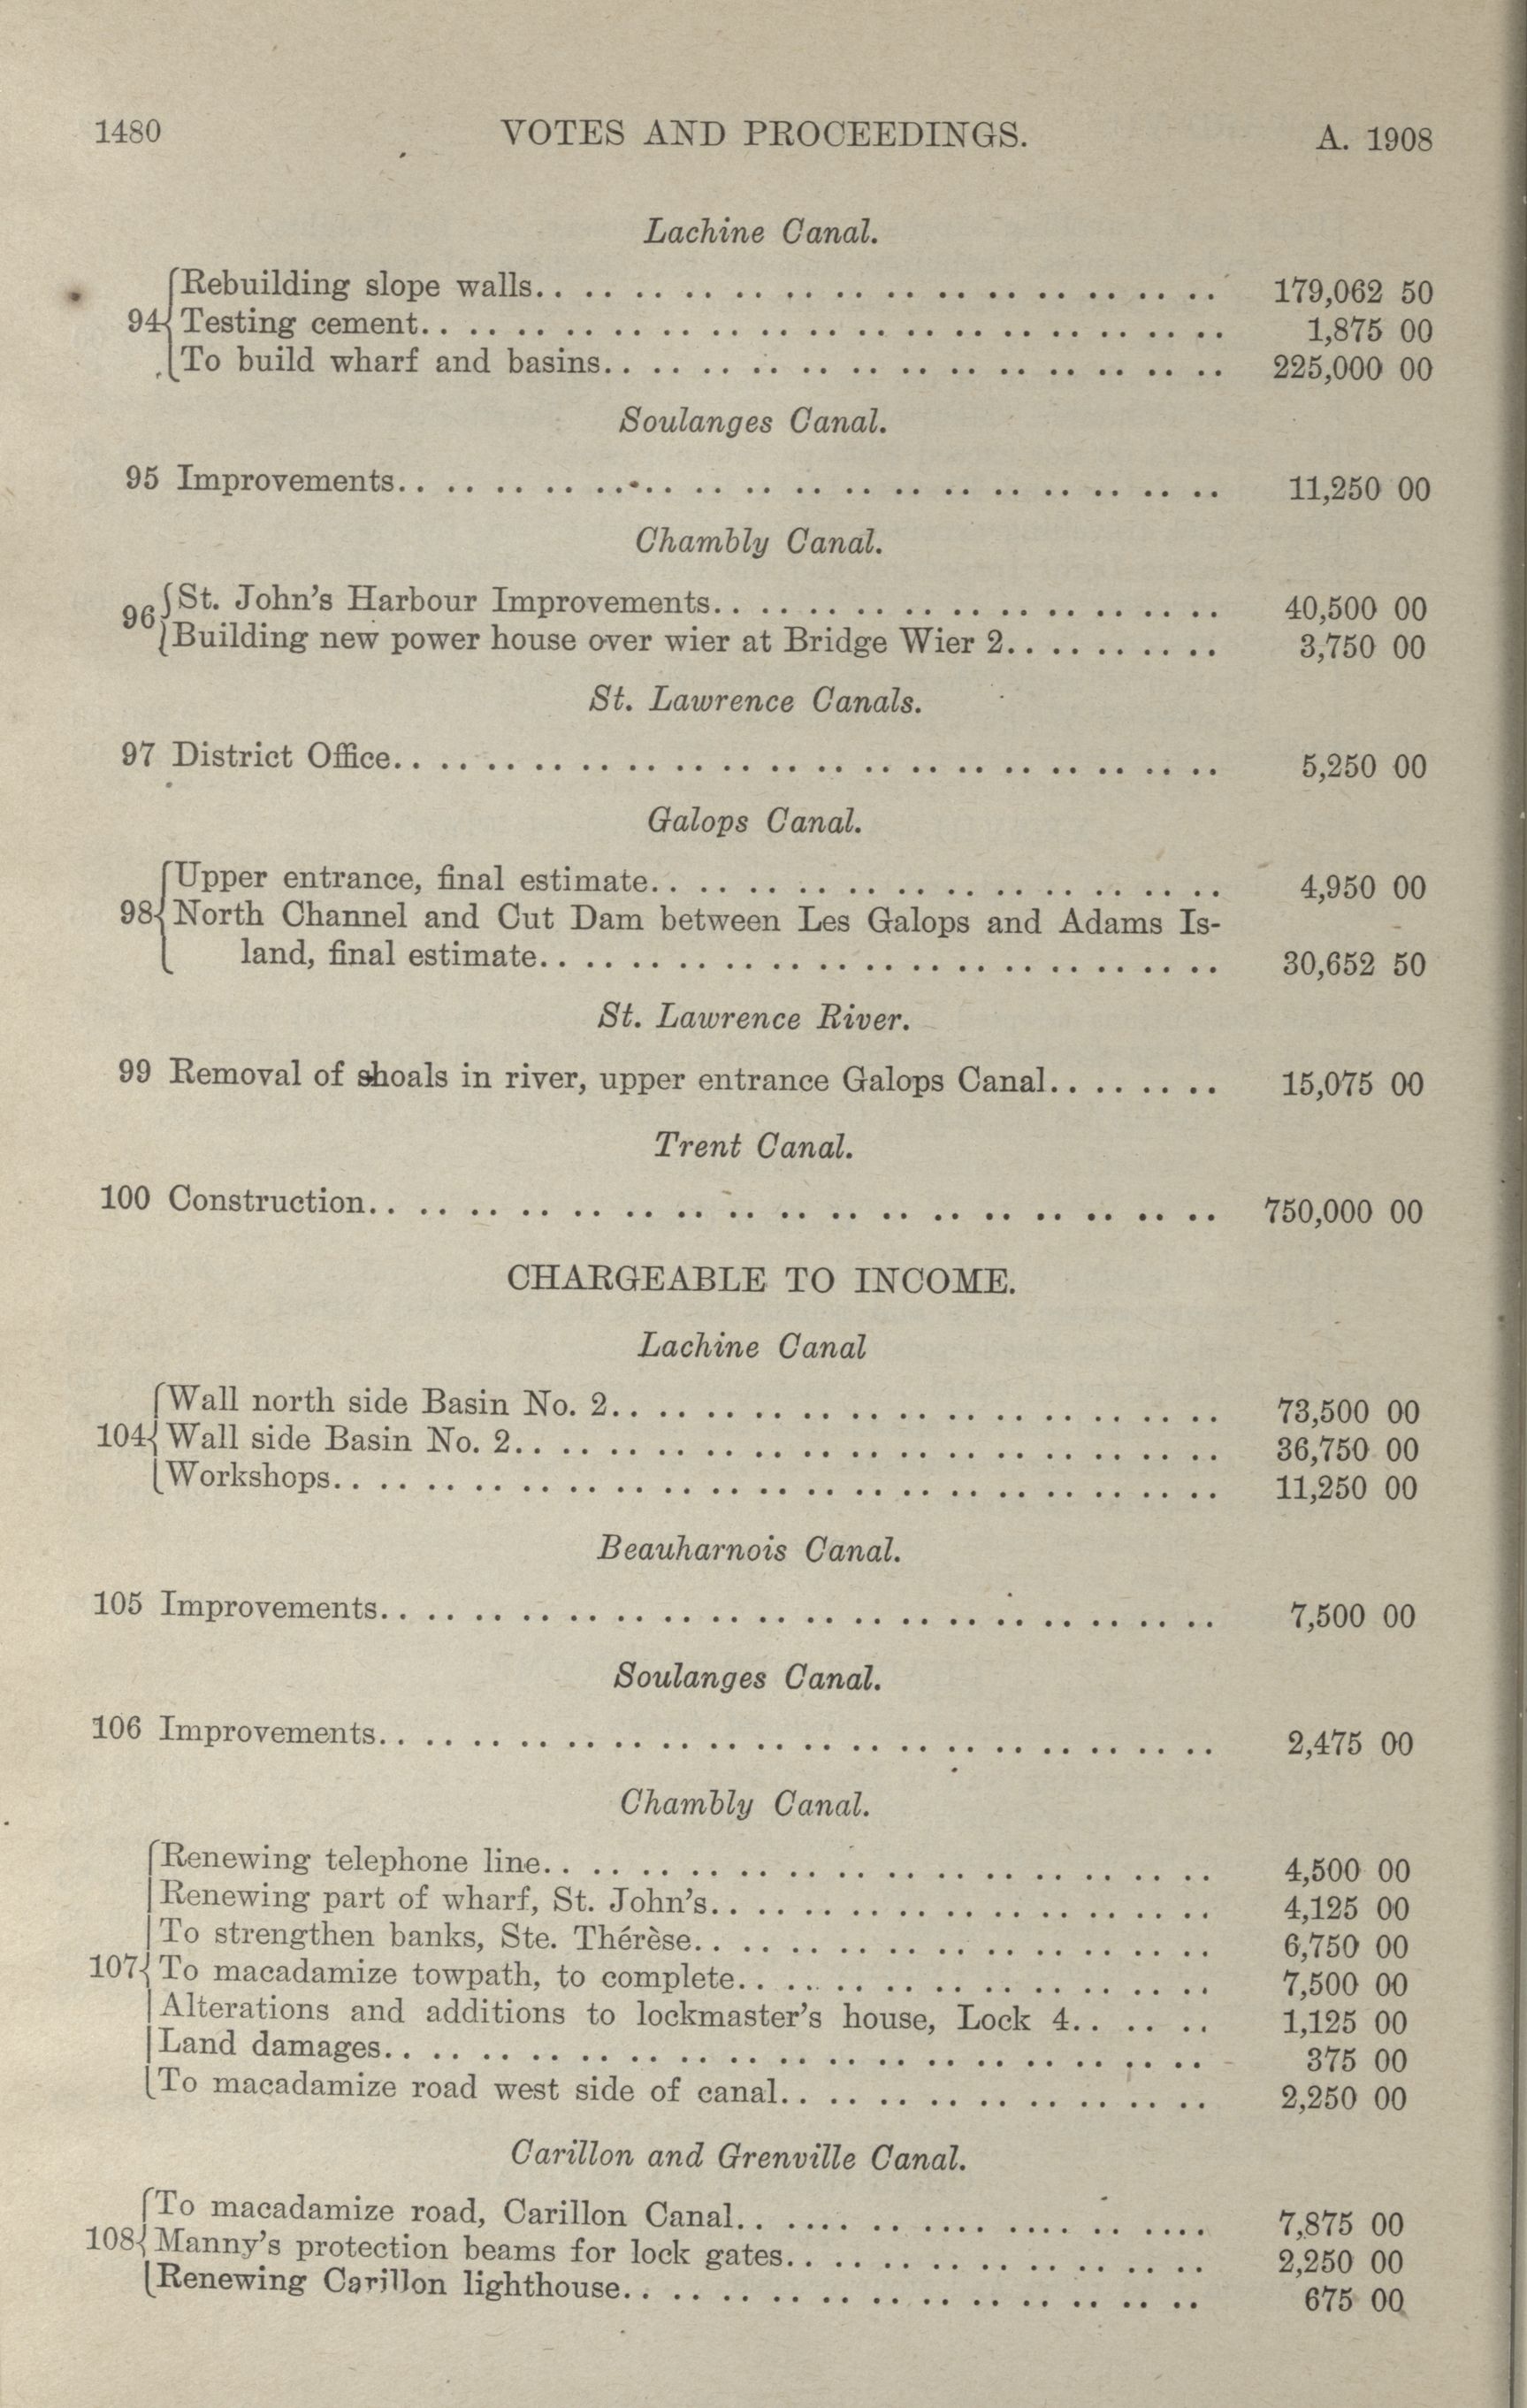 1480 VOTES AND PROCEEDINGS. A. 1908
Lachine Canal.
Rebuilding slope walls.. 179,062 50
94 Testing cement.. 1,875 00
To build wharf and basins.. 225,000 00
Soulanges Canal.
95 Improvements.. 11,250 00
Chambly Canal.
96 St. John's Harbour Improvements.. 40,500 00
Building new power house over wier at Bridge Wier 2.. 3,750 00
St. Lawrence Canals.
97 District Office.. 5,250 00
Galops Canal.
Upper entrance, final estimate.. 4,950 00
98 North Channel and Cut Dam between Les Galops and Adams Is-
land, final estimate.. 30,652 50
St. Lawrence River.
99 Removal of shoals in river, upper entrance Galops Canal.. 15,075 00
Trent Canal.
100 Construction.. 750,000 00
CHARGEABLE TO INCOME.
Lachine Canal
Wall north side Basin No. 2.. 73,500 00
104 Wall side Basin No. 2.. 36,750 00
Workshops.. 11,250 00
Beauharnois Canal.
105 Improvements.. 7,500 00
Soulanges Canal.
106 Improvements.. 2,475 00
Chambly Canal.
Renewing telephone line.. 4,500 00
Renewing part of wharf, St. John's.. 4,125 00
To strengthen banks, Ste. Thérèse.. 6,750 00
107 To macadamize towpath, to complete.. 7,500 00
Alterations and additions to lockmaster's house, Lock 4.. 1,125 00
Land damages.. 375 00
To macadamize road west side of canal.. 2,250 00
Carillon and Grenville Canal.
To macadamize road, Carillon Canal.. 7,875 00
108 Manny's protection beams for lock gates.. 2,250 00
Renewing Carillon lighthouse.. 675 00